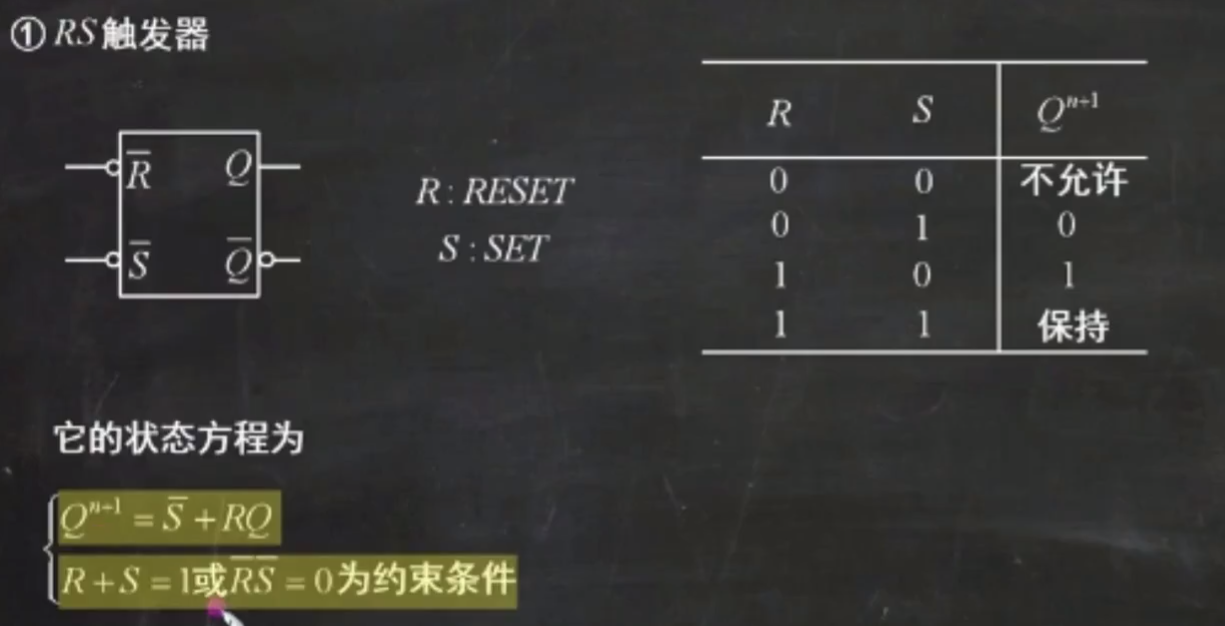 ① RS 触发器
R̅ Q
S̅ Q̅
R : RESET
S : SET
R S Qⁿ⁺¹
0 0 不允许
0 1 0
1 0 1
1 1 保持
它的状态方程为
Qⁿ⁺¹ = S̅ + RQ
R + S = 1或R̅S̅ = 0为约束条件